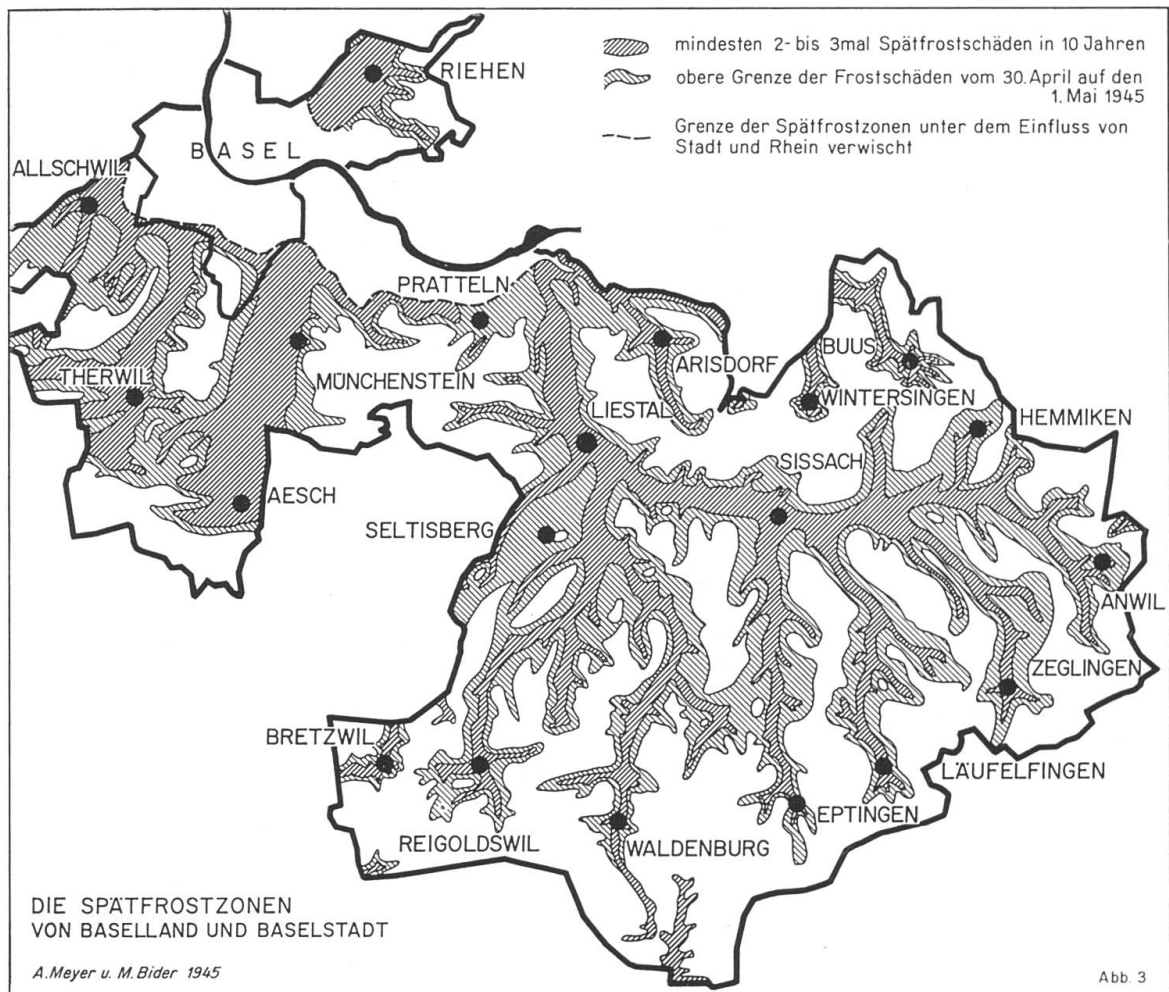 mindesten 2- bis 3mal Spätfrostschäden in 10 Jahren
obere Grenze der Frostschäden vom 30. April auf den
1. Mai 1945
Grenze der Spätfrostzonen unter dem Einfluss von
Stadt und Rhein verwischt
RIEHEN
BASEL
ALLSCHWIL
PRATTELN
BUUS
ARISDORF
THERWIL
MÜNCHENSTEIN
WINTERSINGEN
LIESTAL
HEMMIKEN
SISSACH
AESCH
SELTISBERG
ANWIL
ZEGLINGEN
BRETZWIL
LÄUFELFINGEN
EPTINGEN
REIGOLDSWIL
WALDENBURG
DIE SPÄTFROSTZONEN
VON BASELLAND UND BASELSTADT
A. Meyer u. M. Bider 1945
Abb. 3